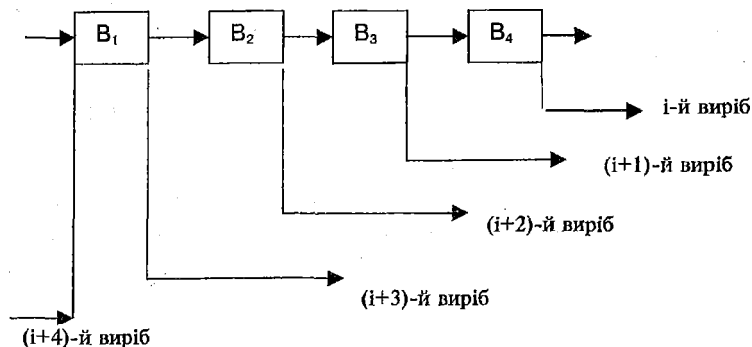 B₁ B₂ B₃ B₄
i-й виріб
(i+1)-й виріб
(i+2)-й виріб
(i+3)-й виріб
(i+4)-й виріб